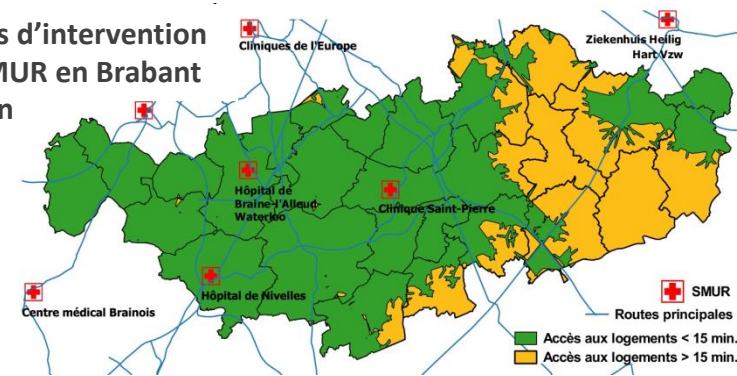 s d'intervention
MUR en Brabant
n
Cliniques de l'Europe
Ziekenhuis Heilig
Hart Vzw
Hôpital de
Braine-l'Alleud-
Waterloo
Clinique Saint-Pierre
Hôpital de Nivelles
Centre médical Brainois
SMUR
Routes principales
Accès aux logements < 15 min.
Accès aux logements > 15 min.